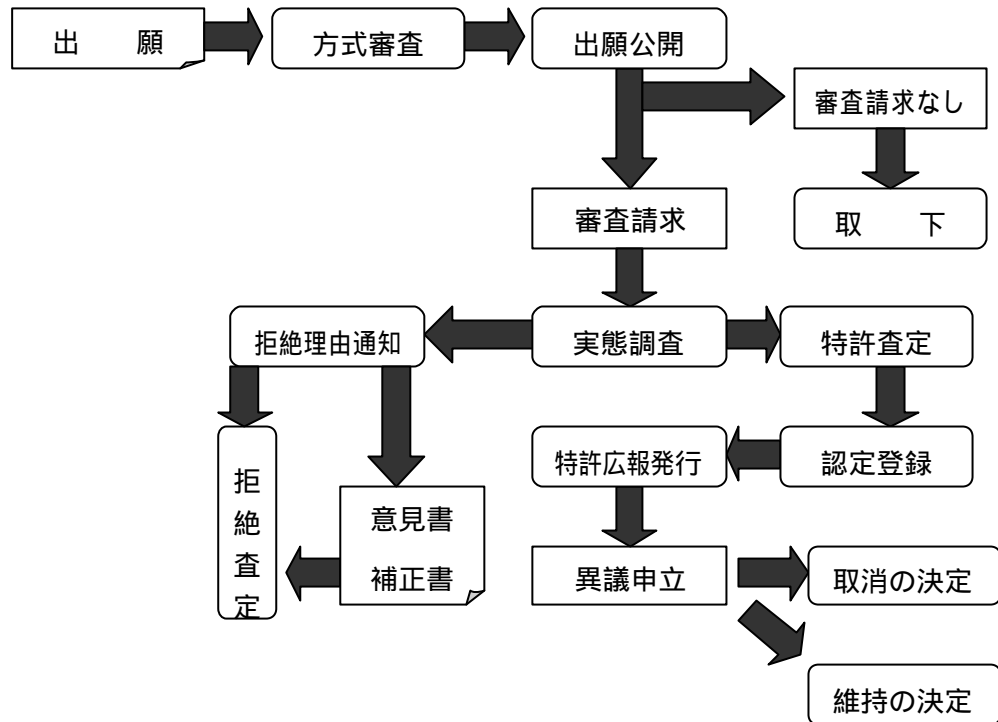 出　　願
方式審査
出願公開
審査請求なし
審査請求
取　　下
拒絶理由通知
実態調査
特許査定
拒絶査定
特許広報発行
認定登録
意見書
補正書
異議申立
取消の決定
維持の決定